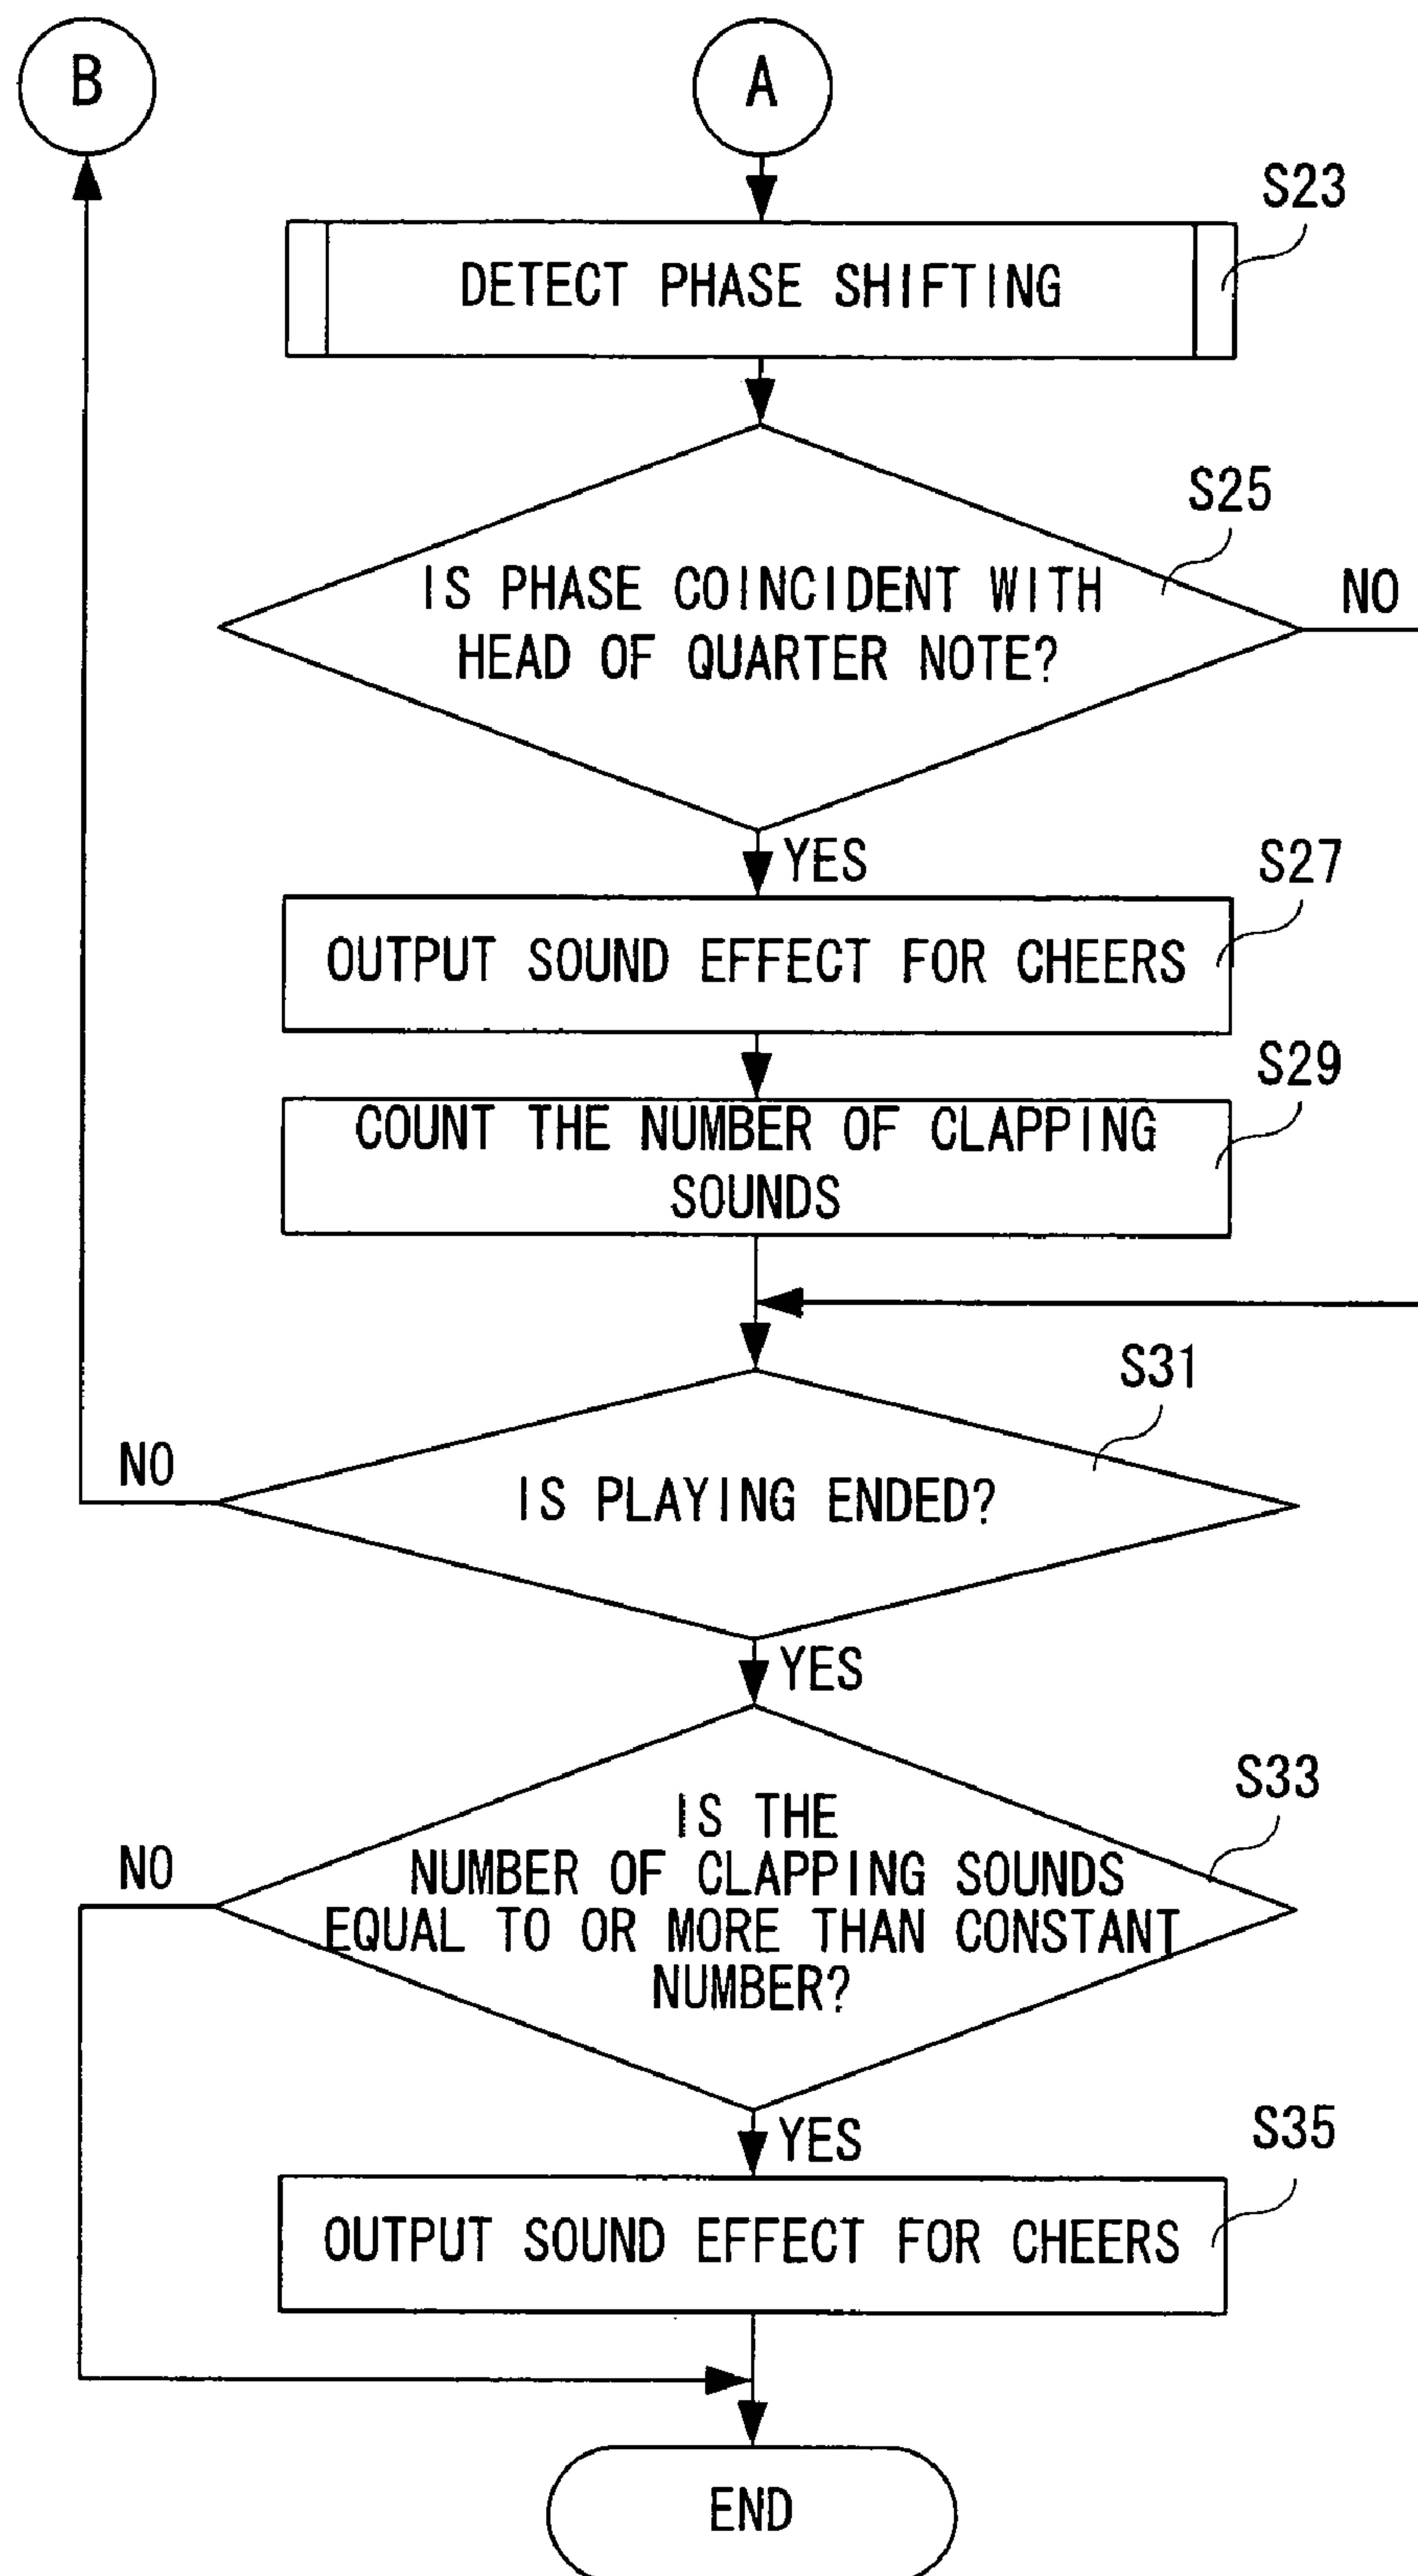 B
A
S23
DETECT PHASE SHIFTING
S25
IS PHASE COINCIDENT WITH
HEAD OF QUARTER NOTE?
NO
YES
S27
OUTPUT SOUND EFFECT FOR CHEERS
S29
COUNT THE NUMBER OF CLAPPING
SOUNDS
S31
NO
IS PLAYING ENDED?
YES
S33
NO
IS THE
NUMBER OF CLAPPING SOUNDS
EQUAL TO OR MORE THAN CONSTANT
NUMBER?
YES
S35
OUTPUT SOUND EFFECT FOR CHEERS
END